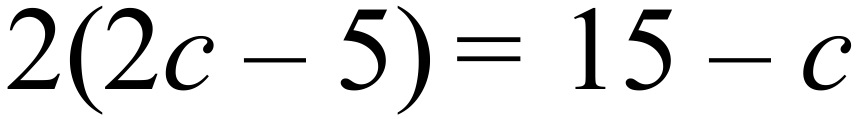 2(2c − 5) = 15 − c